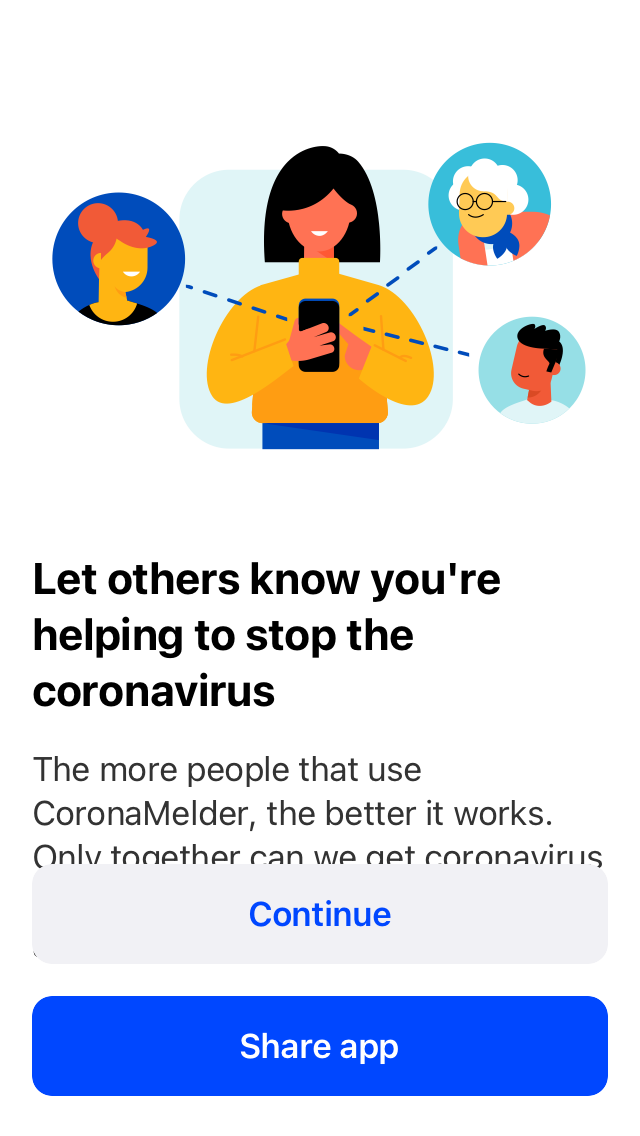 Let others know you're
helping to stop the
coronavirus
The more people that use
CoronaMelder, the better it works.
Only together can we get coronavirus
Continue
Share app